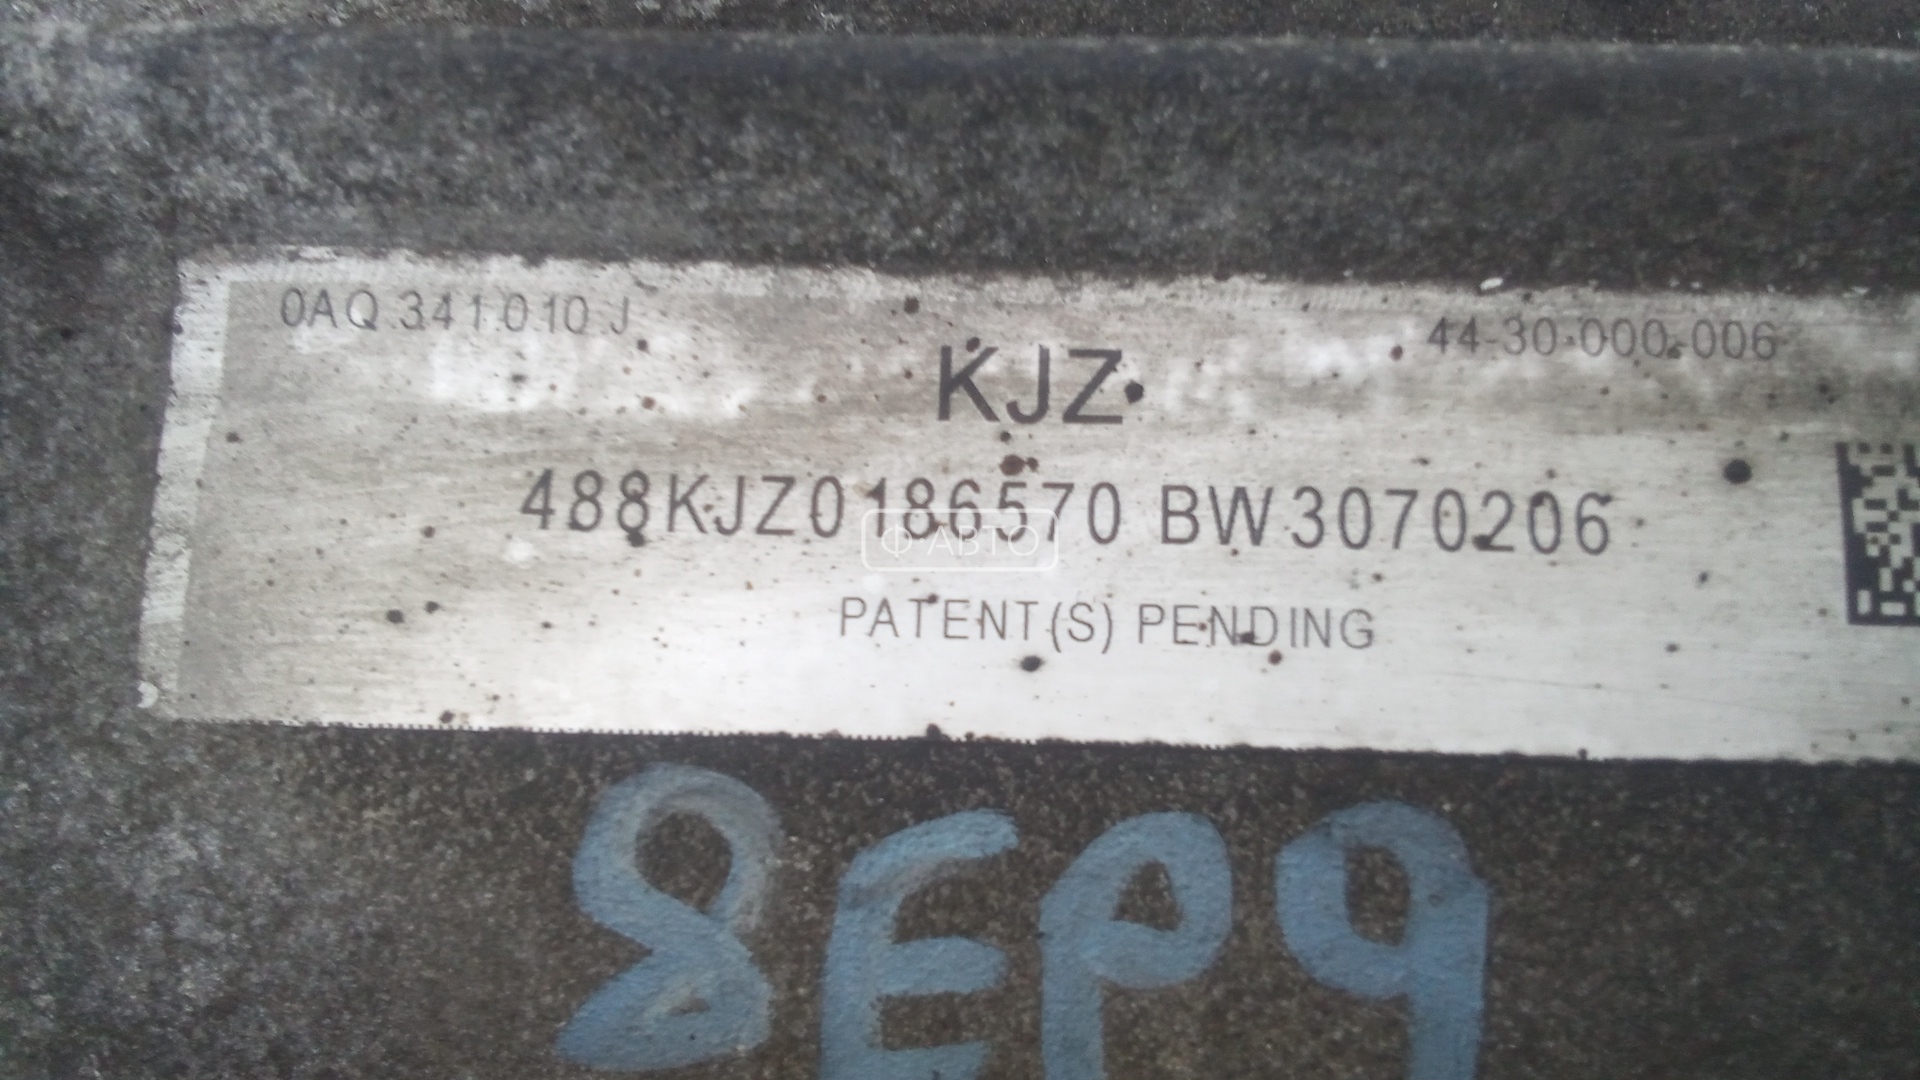 0AQ 341 010 J
44-30-000-006
KJZ
488KJZ0186570 BW3070206
Ф-АВТО
PATENT(S) PENDING
8EP9